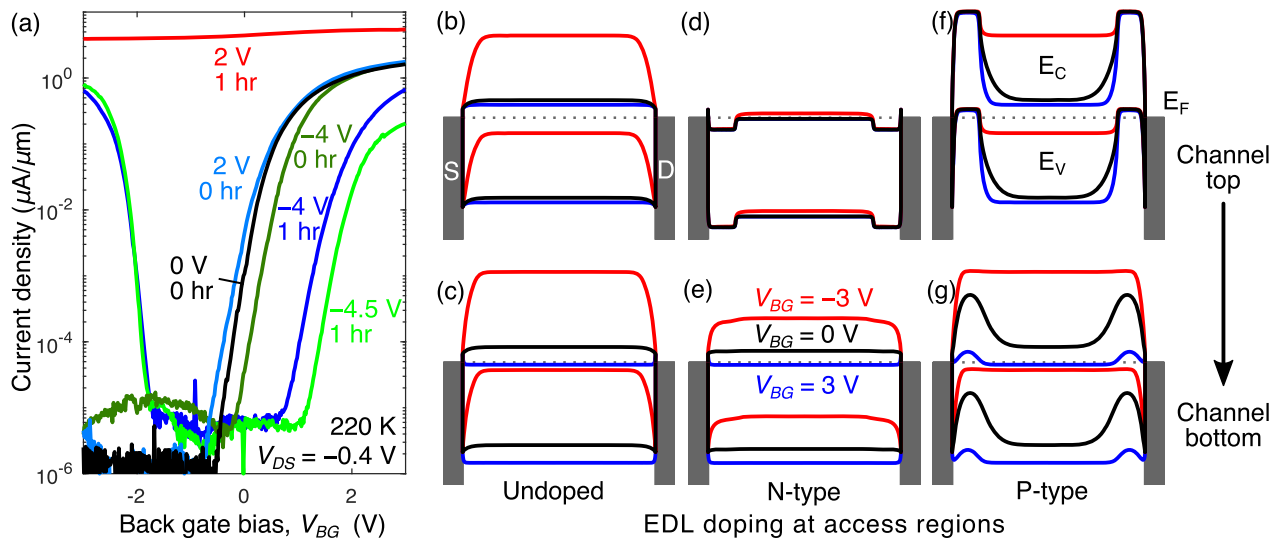 (a)
Current density (µA/µm)
10⁰
10⁻²
10⁻⁴
10⁻⁶
2 V
1 hr
2 V
0 hr
−4 V
0 hr
−4 V
1 hr
0 V
0 hr
−4.5 V
1 hr
220 K
V_DS = −0.4 V
-2
0
2
Back gate bias, V_BG (V)
(b)
S
D
(d)
(f)
E_C
E_V
E_F
Channel
top
(c)
(e)
V_BG = −3 V
V_BG = 0 V
V_BG = 3 V
(g)
Channel
bottom
Undoped
N-type
P-type
EDL doping at access regions